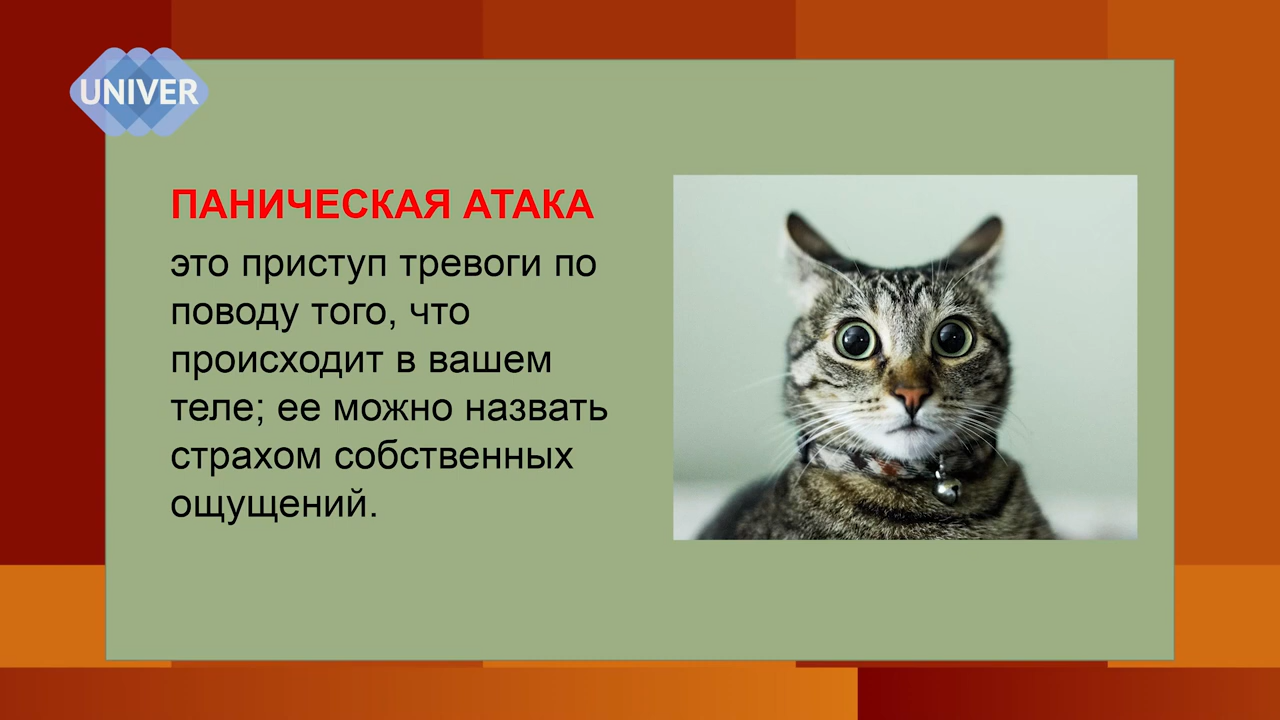 UNIVER
ПАНИЧЕСКАЯ АТАКА
это приступ тревоги по
поводу того, что
происходит в вашем
теле; ее можно назвать
страхом собственных
ощущений.